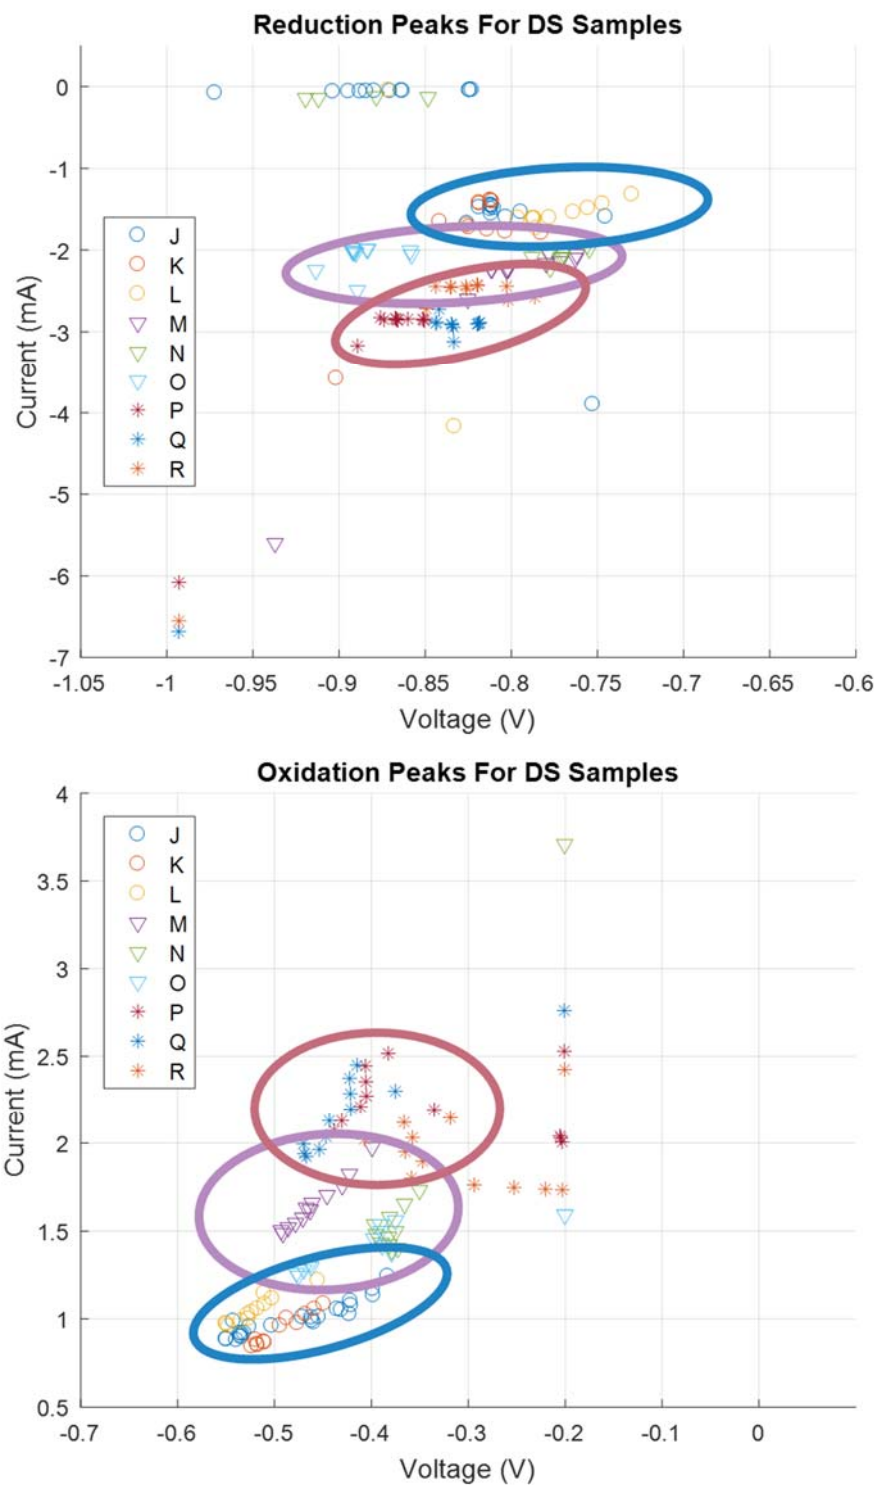 Reduction Peaks For DS Samples
0
-1
-2
-3
-4
-5
-6
-7
Current (mA)
J
K
L
M
N
O
P
Q
R
-1.05 -1 -0.95 -0.9 -0.85 -0.8 -0.75 -0.7 -0.65 -0.6
Voltage (V)
Oxidation Peaks For DS Samples
4
3.5
3
2.5
2
1.5
1
0.5
Current (mA)
J
K
L
M
N
O
P
Q
R
-0.7 -0.6 -0.5 -0.4 -0.3 -0.2 -0.1 0
Voltage (V)